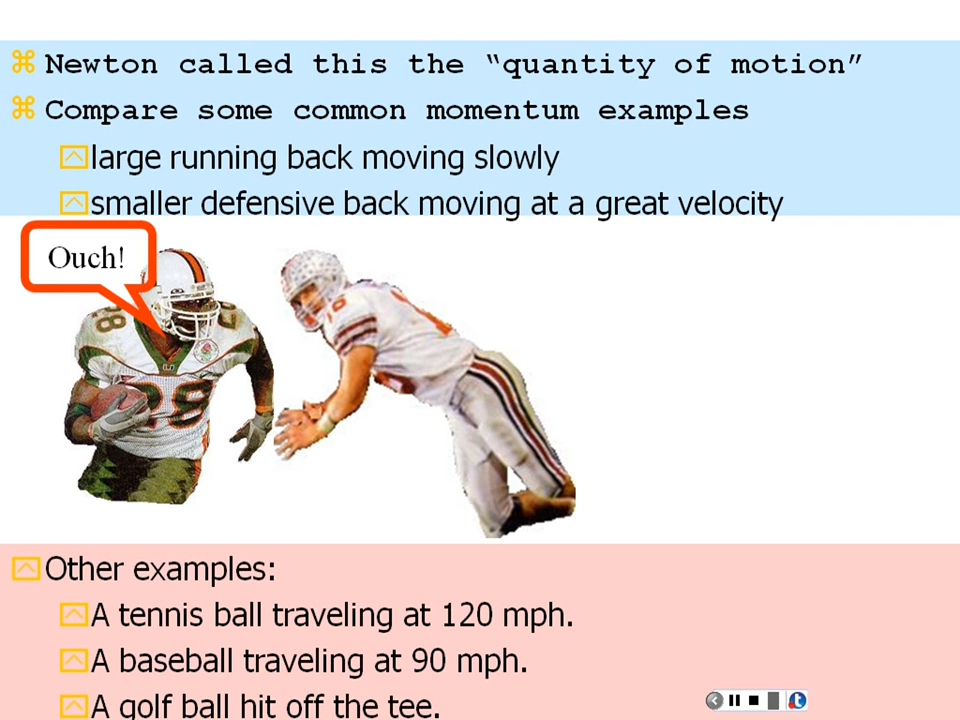 Newton called this the “quantity of motion”
Compare some common momentum examples
large running back moving slowly
smaller defensive back moving at a great velocity
Ouch!
28
28
Other examples:
A tennis ball traveling at 120 mph.
A baseball traveling at 90 mph.
A golf ball hit off the tee.